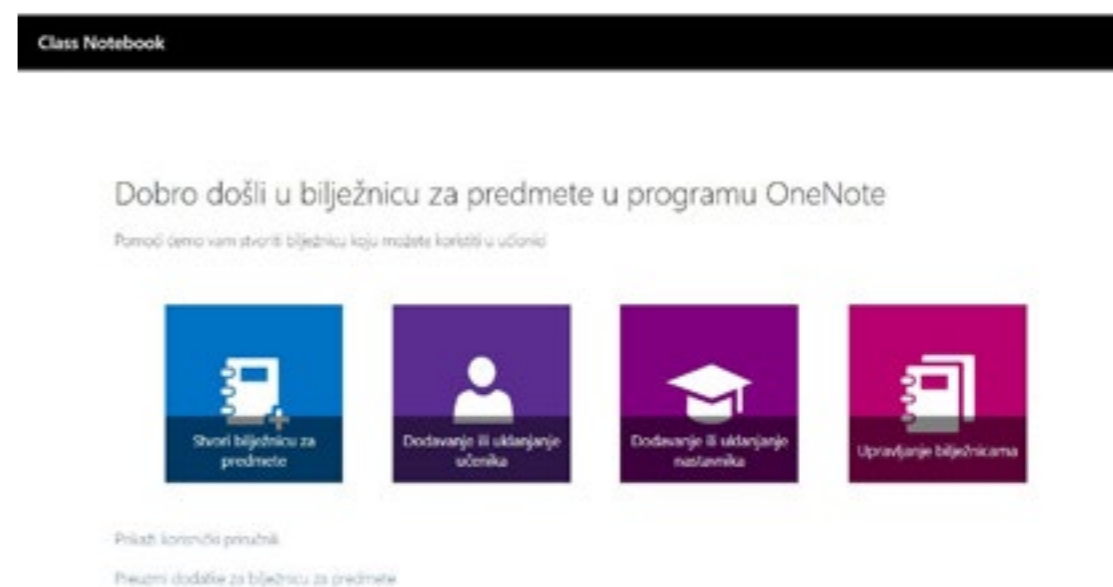 Class Notebook
Dobro došli u bilježnicu za predmete u programu OneNote
Pomoći ćemo vam stvoriti bilježnicu koju možete koristiti u učionici
Stvori bilježnicu za
predmete
Dodavanje ili uklanjanje
učenika
Dodavanje ili uklanjanje
nastavnika
Upravljanje bilježnicama
Prikaži korisnički priručnik
Preuzmi dodatke za bilježnicu za predmete